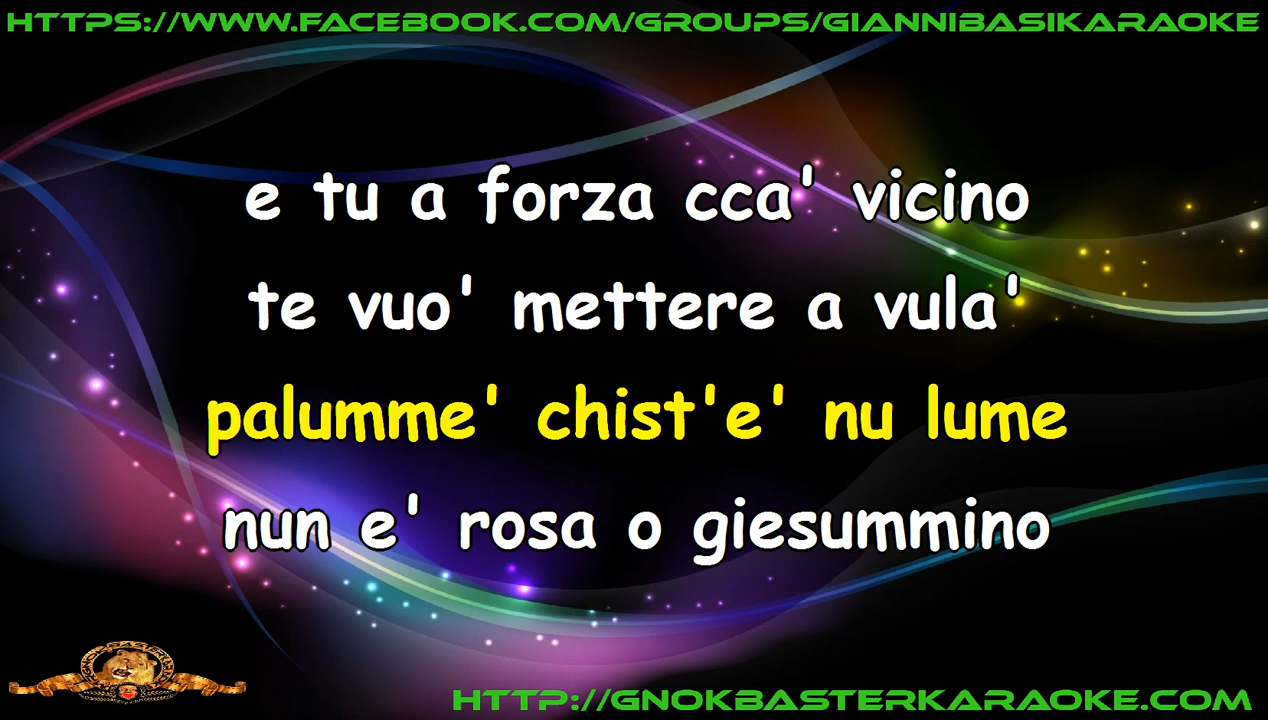 HTTPS://WWW.FACEBOOK.COM/GROUPS/GIANNIBASIKARAOKE
e tu a forza cca' vicino
te vuo' mettere a vula'
palumme' chist'e' nu lume
nun e' rosa o giesummino
HTTP://GNOKBASTERKARAOKE.COM